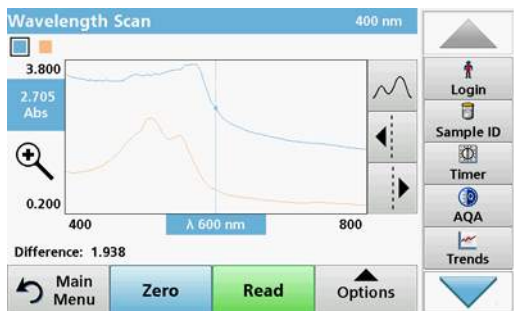 Wavelength Scan 400 nm
3.800
2.705
Abs
0.200
400 λ 600 nm 800
Difference: 1.938
Main
Menu
Zero
Read
Options
Login
Sample ID
Timer
AQA
Trends